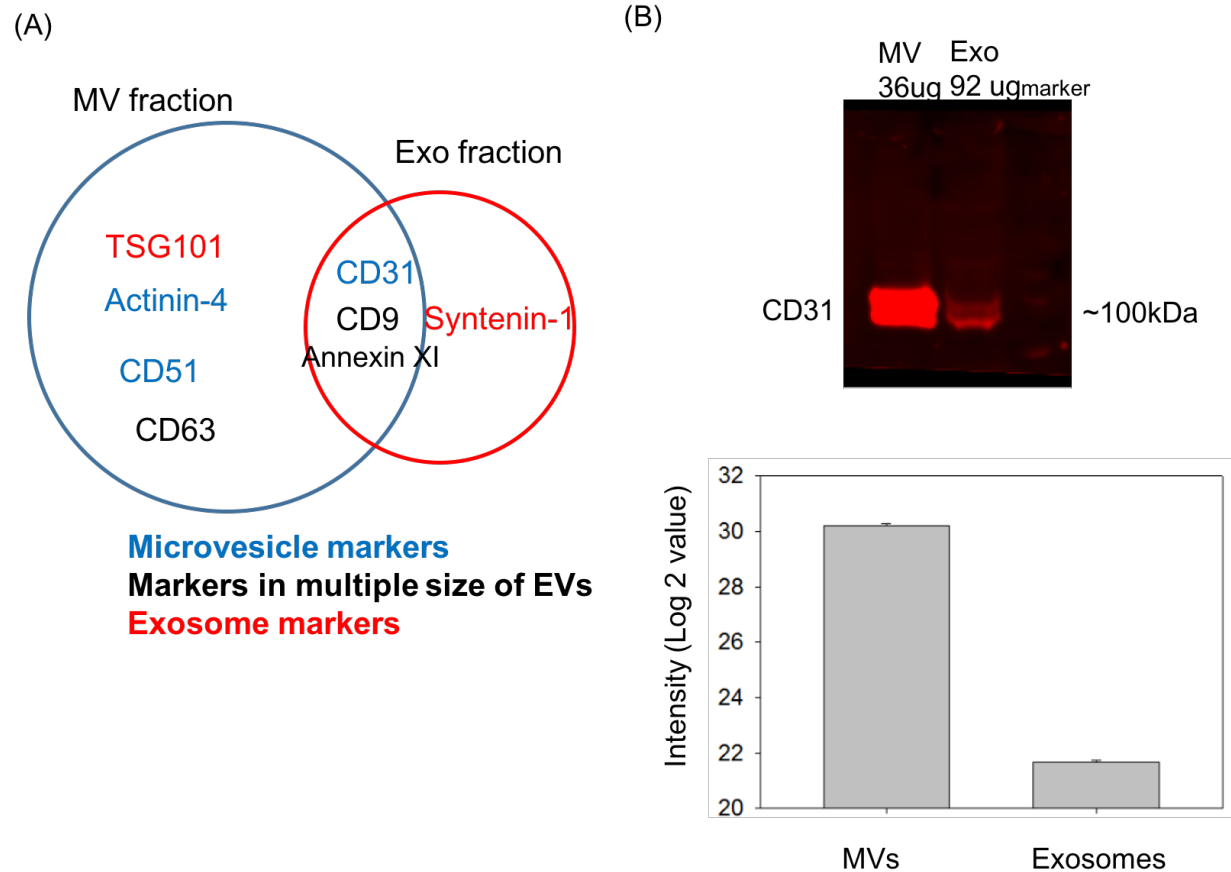 (A)
MV fraction
Exo fraction
TSG101
Actinin-4
CD51
CD63
CD31
CD9
Annexin XI
Syntenin-1
Microvesicle markers
Markers in multiple size of EVs
Exosome markers
(B)
MV Exo
36ug 92 ug marker
CD31
~100kDa
Intensity (Log 2 value)
32
30
28
26
24
22
20
MVs
Exosomes